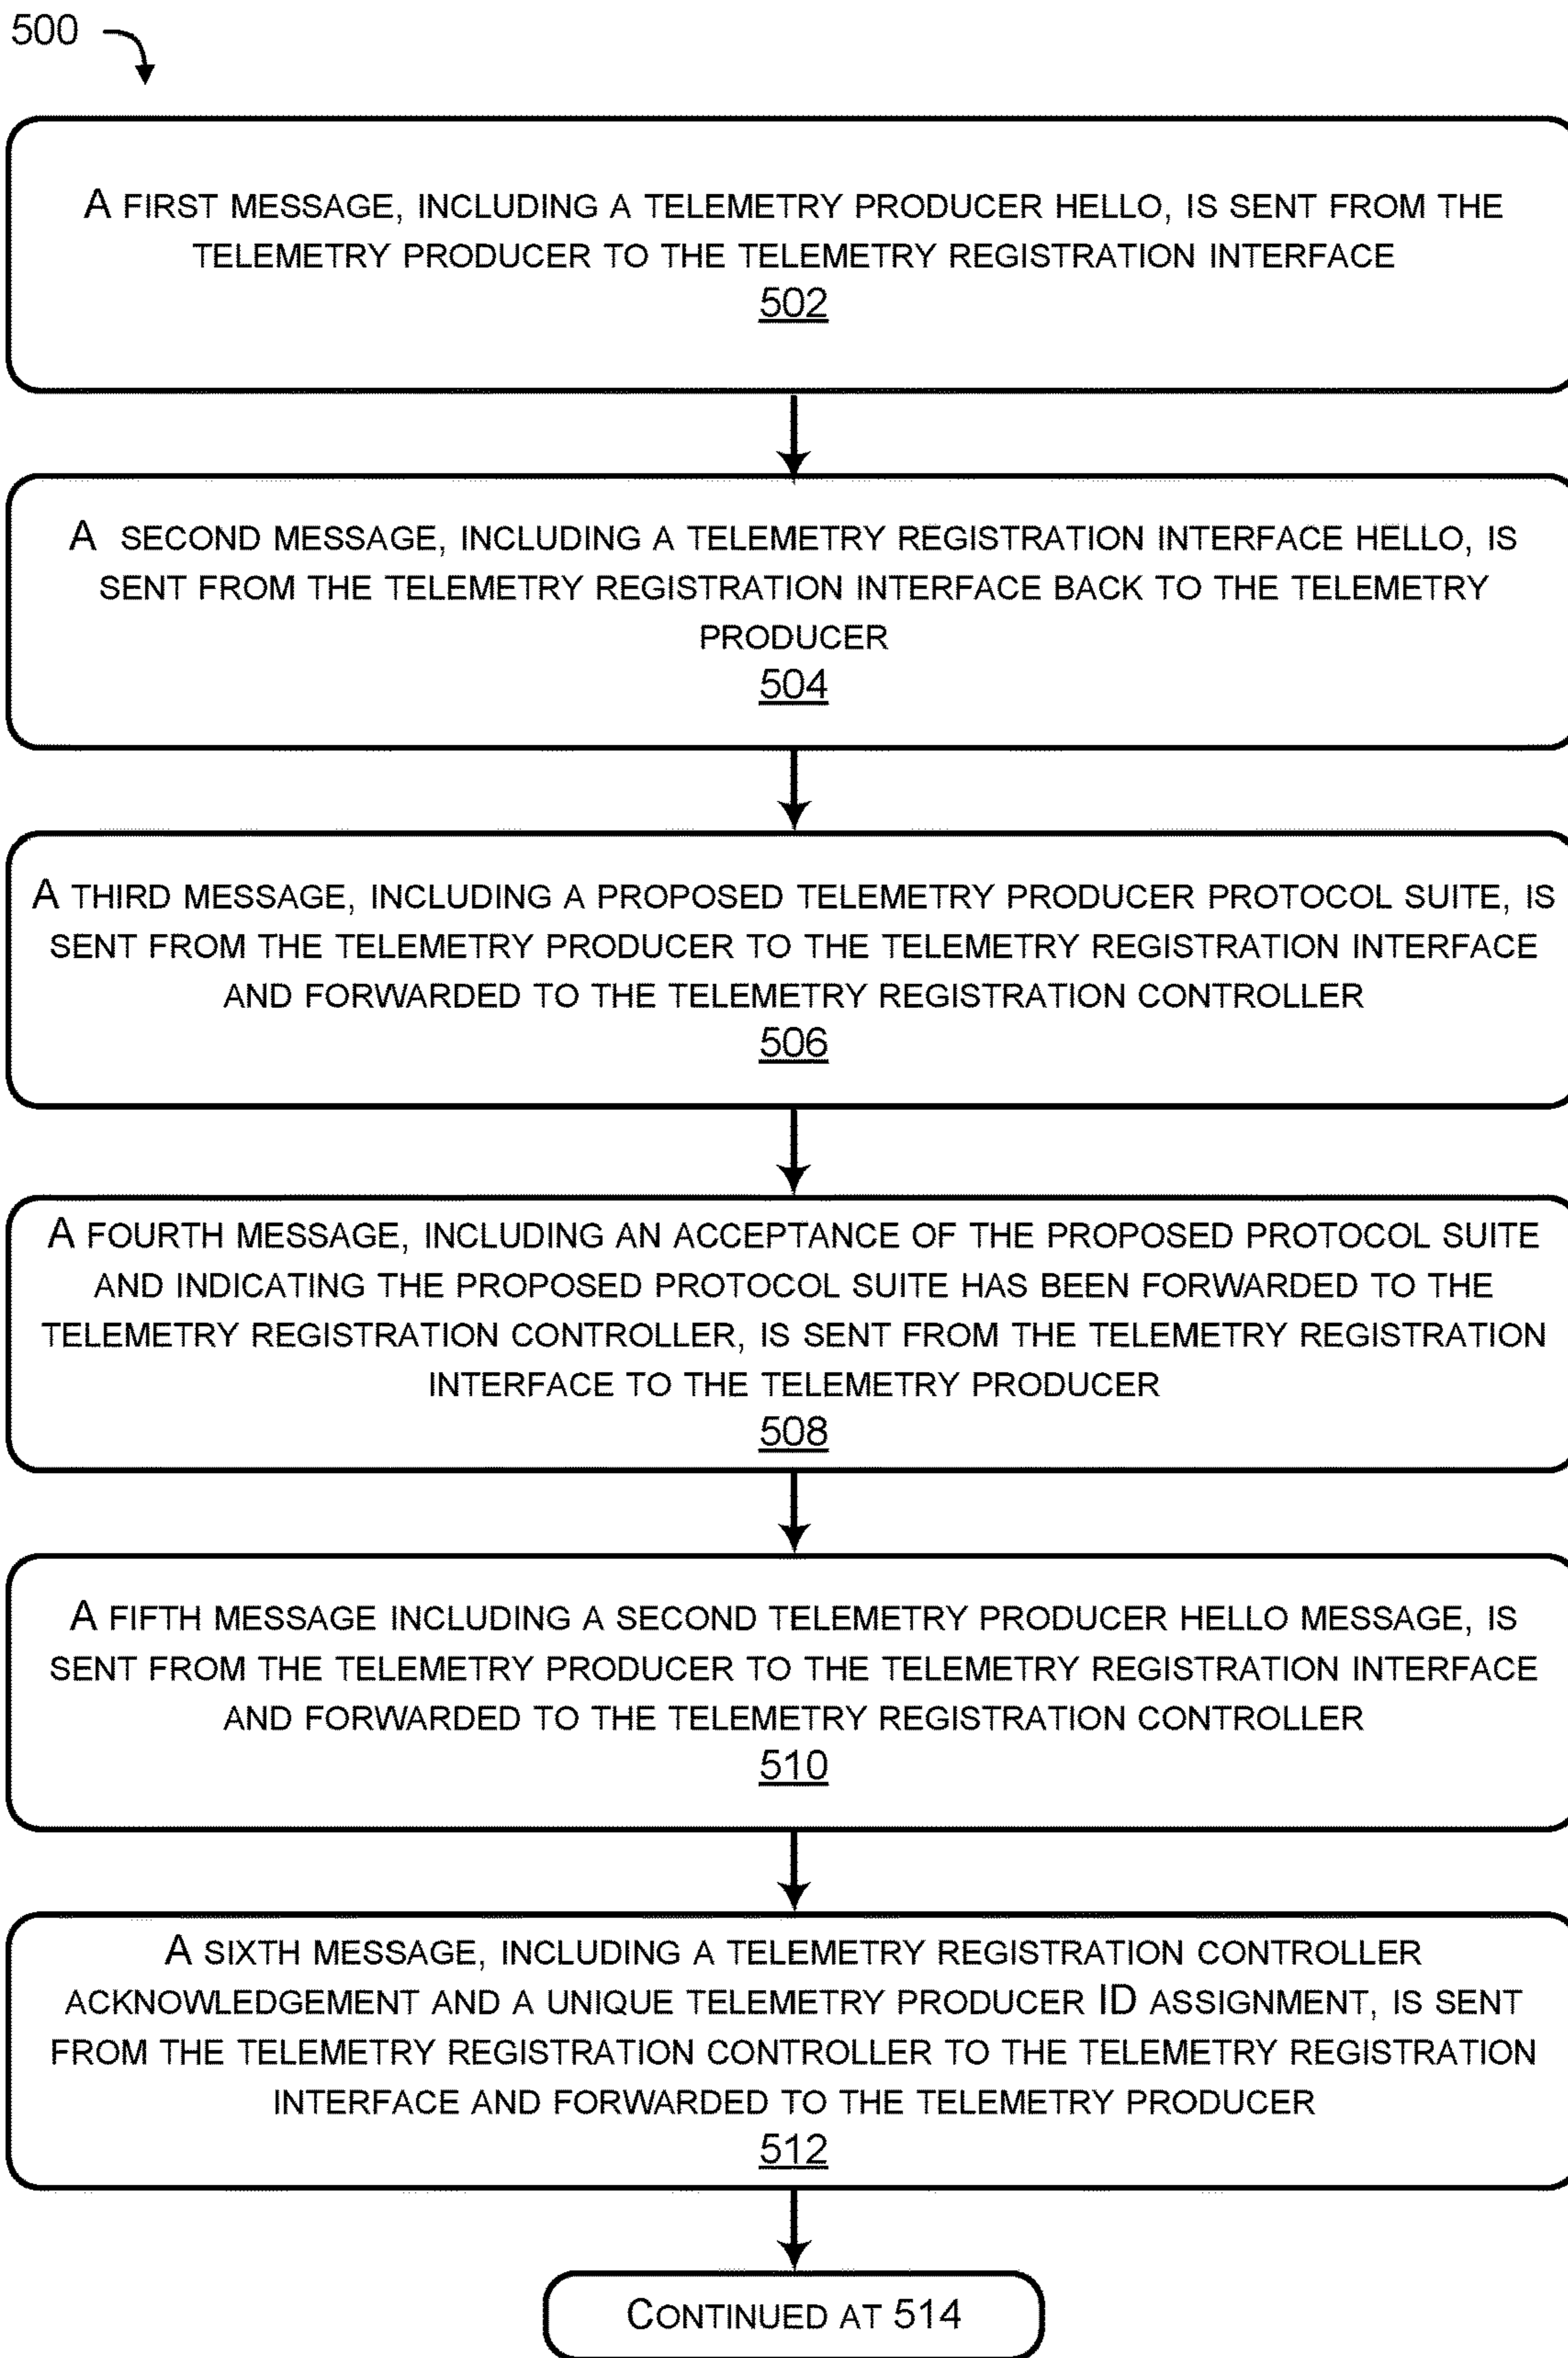 500
A FIRST MESSAGE, INCLUDING A TELEMETRY PRODUCER HELLO, IS SENT FROM THE
TELEMETRY PRODUCER TO THE TELEMETRY REGISTRATION INTERFACE
502
A SECOND MESSAGE, INCLUDING A TELEMETRY REGISTRATION INTERFACE HELLO, IS
SENT FROM THE TELEMETRY REGISTRATION INTERFACE BACK TO THE TELEMETRY
PRODUCER
504
A THIRD MESSAGE, INCLUDING A PROPOSED TELEMETRY PRODUCER PROTOCOL SUITE, IS
SENT FROM THE TELEMETRY PRODUCER TO THE TELEMETRY REGISTRATION INTERFACE
AND FORWARDED TO THE TELEMETRY REGISTRATION CONTROLLER
506
A FOURTH MESSAGE, INCLUDING AN ACCEPTANCE OF THE PROPOSED PROTOCOL SUITE
AND INDICATING THE PROPOSED PROTOCOL SUITE HAS BEEN FORWARDED TO THE
TELEMETRY REGISTRATION CONTROLLER, IS SENT FROM THE TELEMETRY REGISTRATION
INTERFACE TO THE TELEMETRY PRODUCER
508
A FIFTH MESSAGE INCLUDING A SECOND TELEMETRY PRODUCER HELLO MESSAGE, IS
SENT FROM THE TELEMETRY PRODUCER TO THE TELEMETRY REGISTRATION INTERFACE
AND FORWARDED TO THE TELEMETRY REGISTRATION CONTROLLER
510
A SIXTH MESSAGE, INCLUDING A TELEMETRY REGISTRATION CONTROLLER
ACKNOWLEDGEMENT AND A UNIQUE TELEMETRY PRODUCER ID ASSIGNMENT, IS SENT
FROM THE TELEMETRY REGISTRATION CONTROLLER TO THE TELEMETRY REGISTRATION
INTERFACE AND FORWARDED TO THE TELEMETRY PRODUCER
512
CONTINUED AT 514